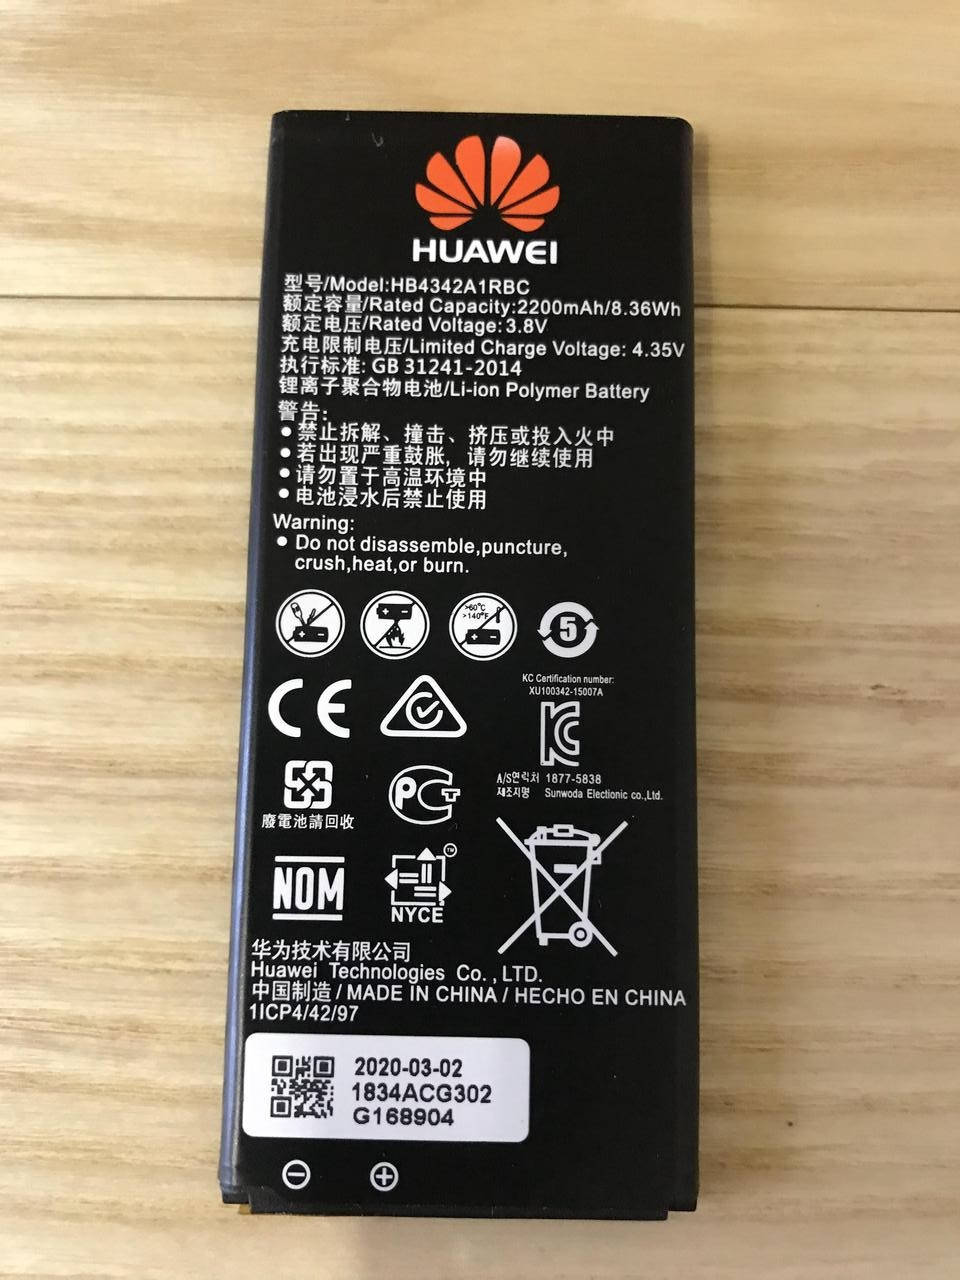 HUAWEI
型号/Model:HB4342A1RBC
额定容量/Rated Capacity:2200mAh/8.36Wh
额定电压/Rated Voltage:3.8V
充电限制电压/Limited Charge Voltage: 4.35V
执行标准: GB 31241-2014
锂离子聚合物电池/Li-ion Polymer Battery
警告:
• 禁止拆解、撞击、挤压或投入火中
• 若出现严重鼓胀, 请勿继续使用
• 请勿置于高温环境中
• 电池浸水后禁止使用
Warning:
• Do not disassemble,puncture,
crush,heat,or burn.
>60°C
>140°F
5
KC Certification number:
XU100342-15007A
CE
KC
A/S연락처 1877-5838
제조지명 Sunwoda Electionic co.,Ltd.
廢電池請回收
PCT
NOM
NYCE
TM
华为技术有限公司
Huawei Technologies Co., LTD.
中国制造/MADE IN CHINA/HECHO EN CHINA
1ICP4/42/97
2020-03-02
1834ACG302
G168904
⊖ ⊕